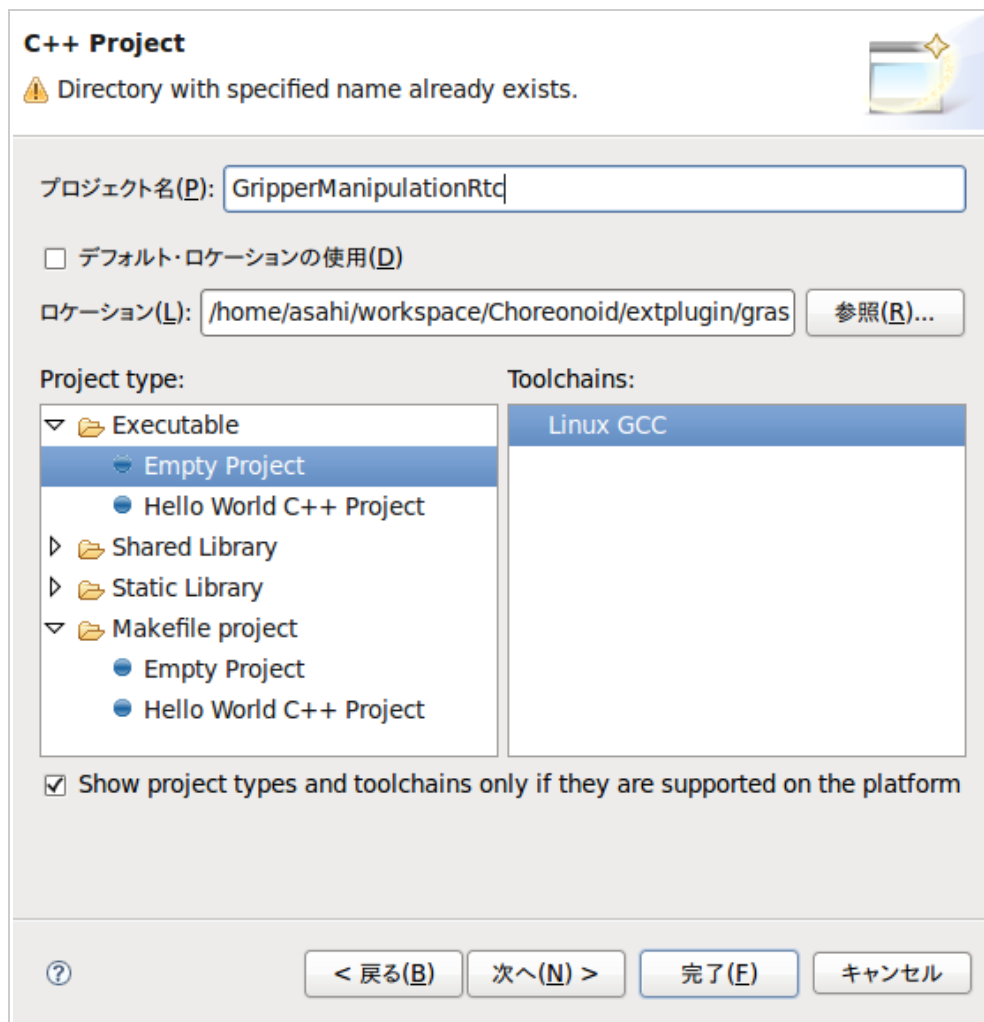 C++ Project
Directory with specified name already exists.
プロジェクト名(P): GripperManipulationRtc
デフォルト・ロケーションの使用(D)
ロケーション(L): /home/asahi/workspace/Choreonoid/extplugin/gras 参照(R)...
Project type: Toolchains:
Executable Linux GCC
Empty Project
Hello World C++ Project
Shared Library
Static Library
Makefile project
Empty Project
Hello World C++ Project
Show project types and toolchains only if they are supported on the platform
? < 戻る(B) 次へ(N) > 完了(F) キャンセル